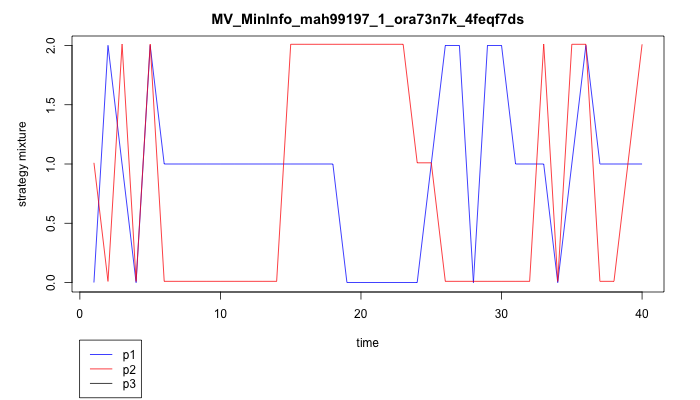 MV_MinInfo_mah99197_1_ora73n7k_4feqf7ds
strategy mixture
2.0
1.5
1.0
0.5
0.0
0 10 20 30 40
time
p1
p2
p3